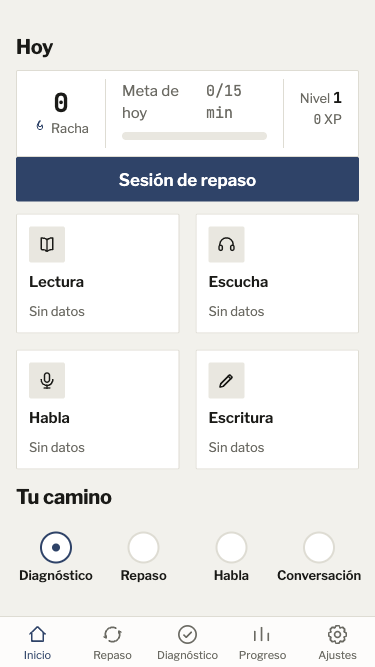 Hoy
0
Racha
Meta de
hoy
0/15
min
Nivel 1
0 XP
Sesión de repaso
Lectura
Sin datos
Escucha
Sin datos
Habla
Sin datos
Escritura
Sin datos
Tu camino
Diagnóstico
Repaso
Habla
Conversación
Inicio
Repaso
Diagnóstico
Progreso
Ajustes